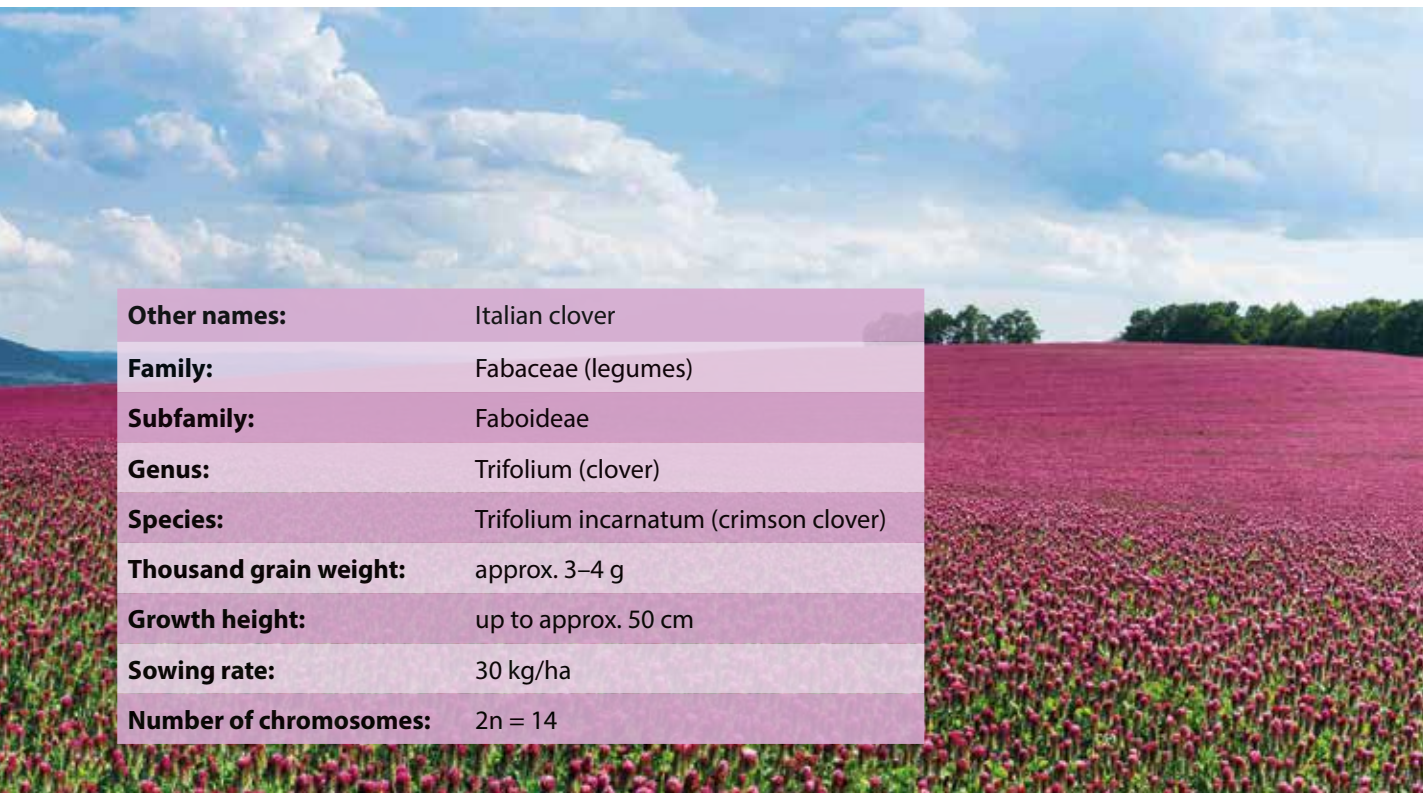 Other names: Italian clover
Family: Fabaceae (legumes)
Subfamily: Faboideae
Genus: Trifolium (clover)
Species: Trifolium incarnatum (crimson clover)
Thousand grain weight: approx. 3–4 g
Growth height: up to approx. 50 cm
Sowing rate: 30 kg/ha
Number of chromosomes: 2n = 14